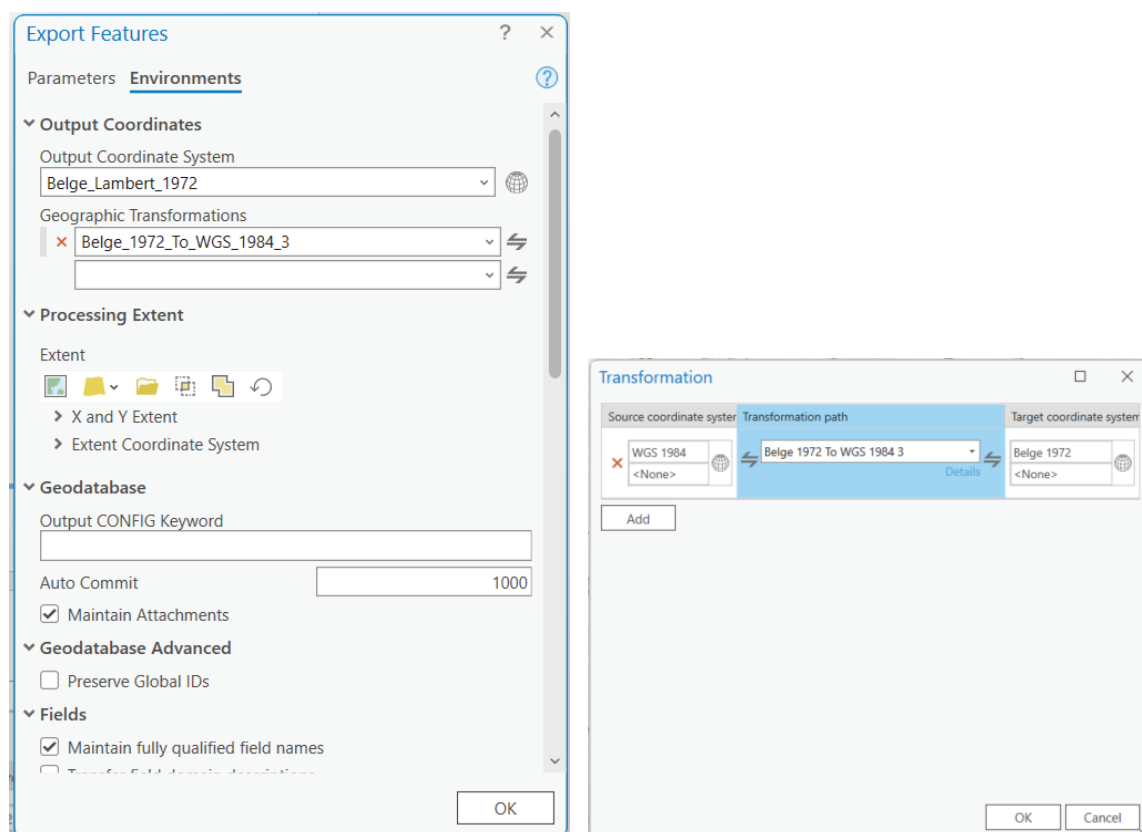 Export Features
Parameters Environments
Output Coordinates
Output Coordinate System
Belge_Lambert_1972
Geographic Transformations
Belge_1972_To_WGS_1984_3
Processing Extent
Extent
X and Y Extent
Extent Coordinate System
Geodatabase
Output CONFIG Keyword
Auto Commit 1000
Maintain Attachments
Geodatabase Advanced
Preserve Global IDs
Fields
Maintain fully qualified field names
OK
Transformation
Source coordinate system Transformation path Target coordinate system
WGS 1984 Belge 1972 To WGS 1984 3 Belge 1972
<None> Details <None>
Add
OK Cancel